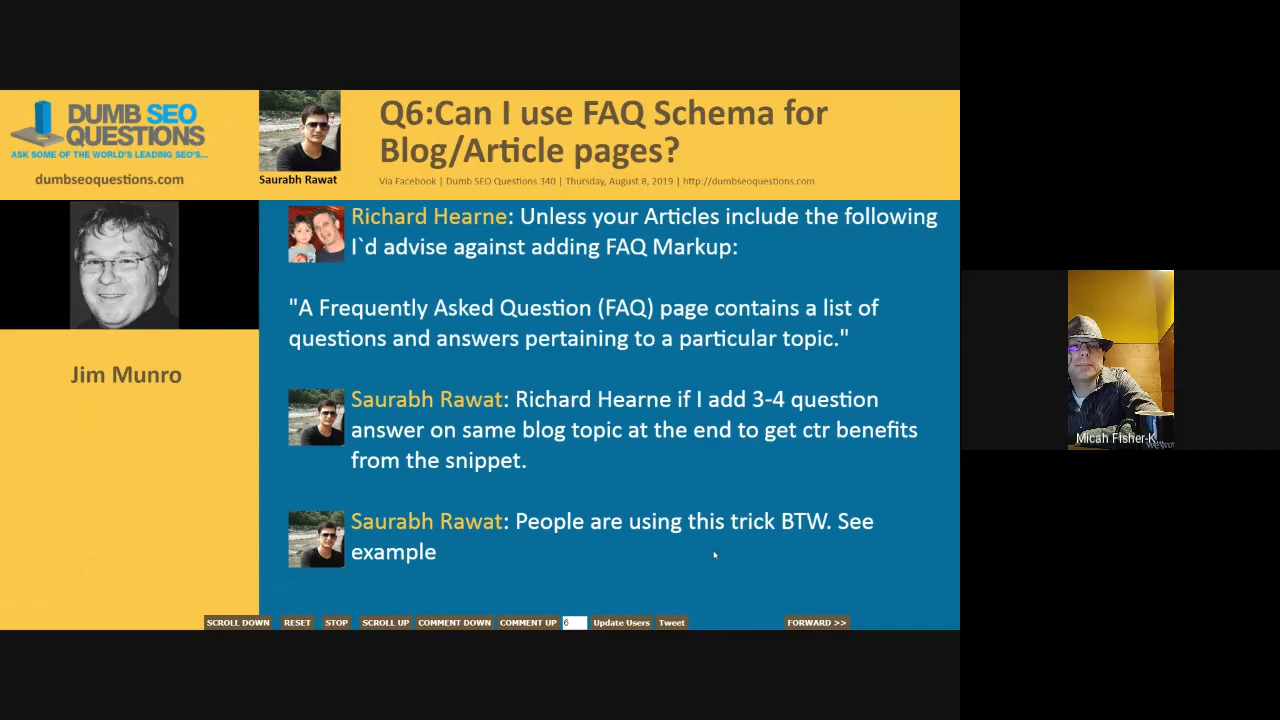 DUMB SEO
QUESTIONS
ASK SOME OF THE WORLD'S LEADING SEO'S...
dumbseoquestions.com
Saurabh Rawat
Q6:Can I use FAQ Schema for
Blog/Article pages?
Via Facebook | Dumb SEO Questions 340 | Thursday, August 8, 2019 | http://dumbseoquestions.com
Jim Munro
Richard Hearne: Unless your Articles include the following
I`d advise against adding FAQ Markup:
"A Frequently Asked Question (FAQ) page contains a list of
questions and answers pertaining to a particular topic."
Saurabh Rawat: Richard Hearne if I add 3-4 question
answer on same blog topic at the end to get ctr benefits
from the snippet.
Saurabh Rawat: People are using this trick BTW. See
example
SCROLL DOWN RESET STOP SCROLL UP COMMENT DOWN COMMENT UP 6 Update Users Tweet FORWARD >>
Micah Fisher-K